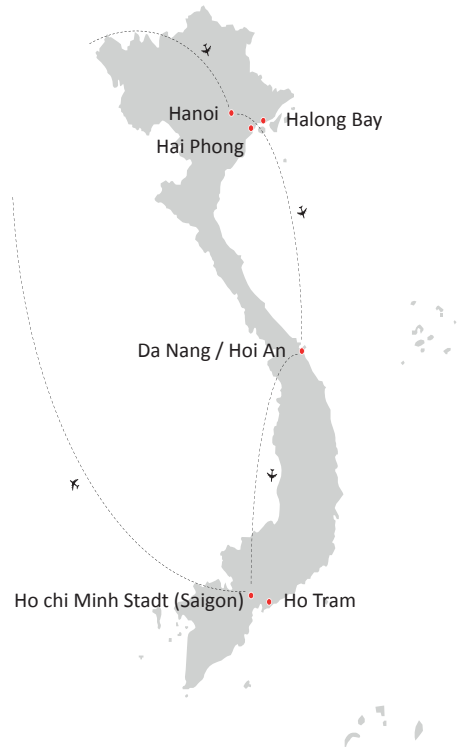 Hanoi
Halong Bay
Hai Phong
Da Nang / Hoi An
Ho chi Minh Stadt (Saigon)
Ho Tram